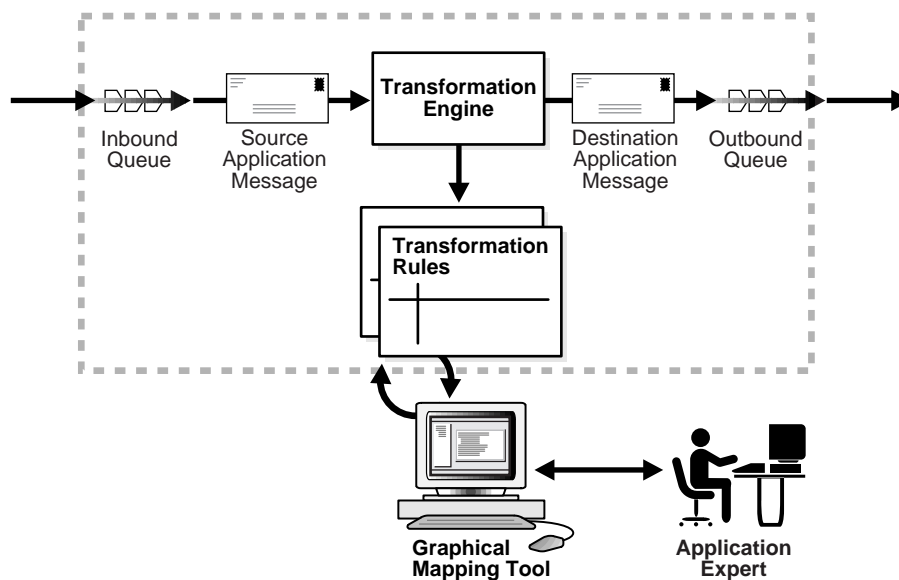 Transformation
Engine
Inbound
Queue
Source
Application
Message
Destination
Application
Message
Outbound
Queue
Transformation
Rules
Graphical
Mapping Tool
Application
Expert